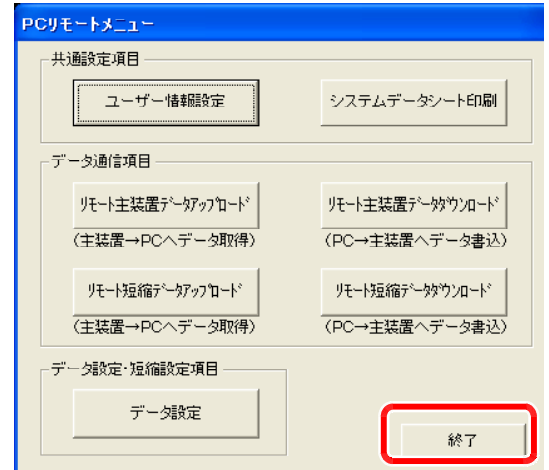 PCリモートメニュー
共通設定項目
ユーザー情報設定
システムデータシート印刷
データ通信項目
ﾘﾓｰﾄ主装置ﾃﾞｰﾀｱｯﾌﾟﾛｰﾄﾞ
ﾘﾓｰﾄ主装置ﾃﾞｰﾀﾀﾞｳﾝﾛｰﾄﾞ
(主装置→PCへデータ取得)
(PC→主装置へデータ書込)
ﾘﾓｰﾄ短縮ﾃﾞｰﾀｱｯﾌﾟﾛｰﾄﾞ
ﾘﾓｰﾄ短縮ﾃﾞｰﾀﾀﾞｳﾝﾛｰﾄﾞ
(主装置→PCへデータ取得)
(PC→主装置へデータ書込)
データ設定･短縮設定項目
データ設定
終了